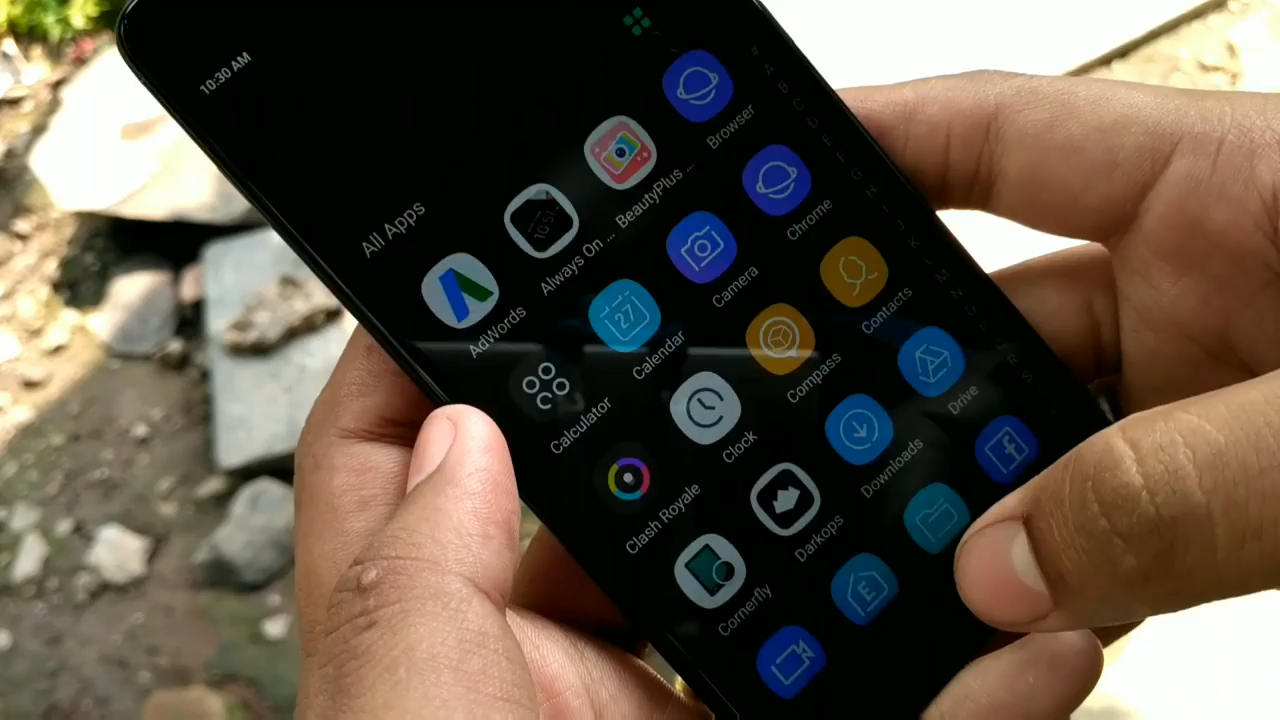 10:30 AM
All Apps
AdWords
Always On ...
BeautyPlus ...
Browser
Calculator
27
Calendar
Camera
Chrome
Clash Royale
Clock
Compass
Contacts
Cornerfly
Darkops
Downloads
Drive
E
f
#
A
B
C
D
E
F
G
H
I
J
K
L
M
N
O